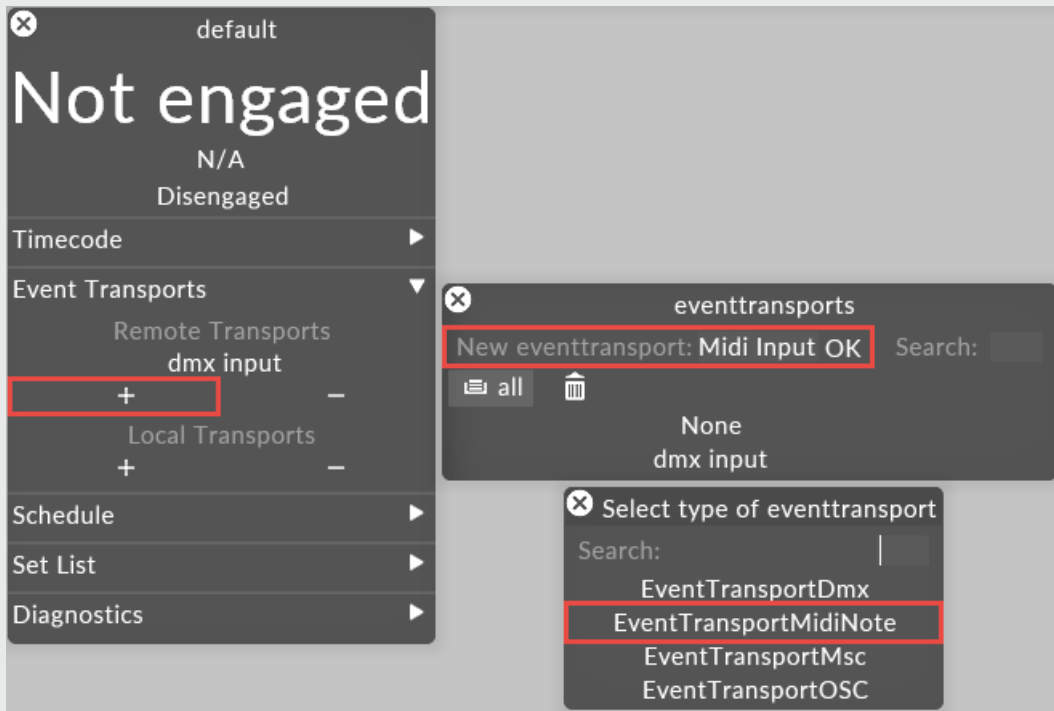 default
Not engaged
N/A
Disengaged
Timecode
Event Transports
Remote Transports
dmx input
+ −
Local Transports
+ −
Schedule
Set List
Diagnostics
eventtransports
New eventtransport: Midi Input OK Search:
all
None
dmx input
Select type of eventtransport
Search:
EventTransportDmx
EventTransportMidiNote
EventTransportMsc
EventTransportOSC